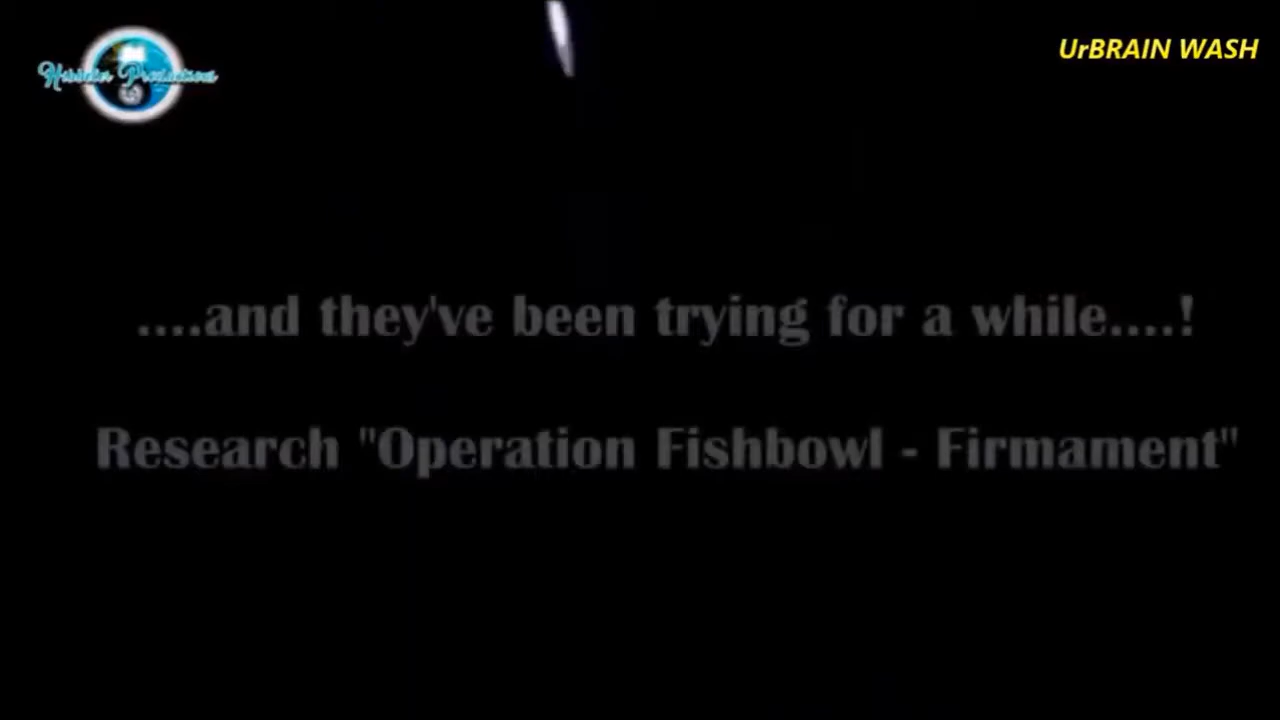 UrBRAIN WASH
....and they've been trying for a while....!
Research "Operation Fishbowl - Firmament"